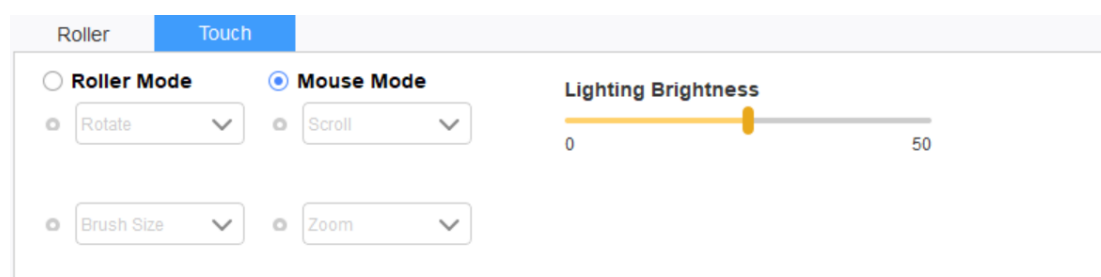 Roller Touch
Roller Mode Mouse Mode
Lighting Brightness
Rotate Scroll
0 50
Brush Size Zoom